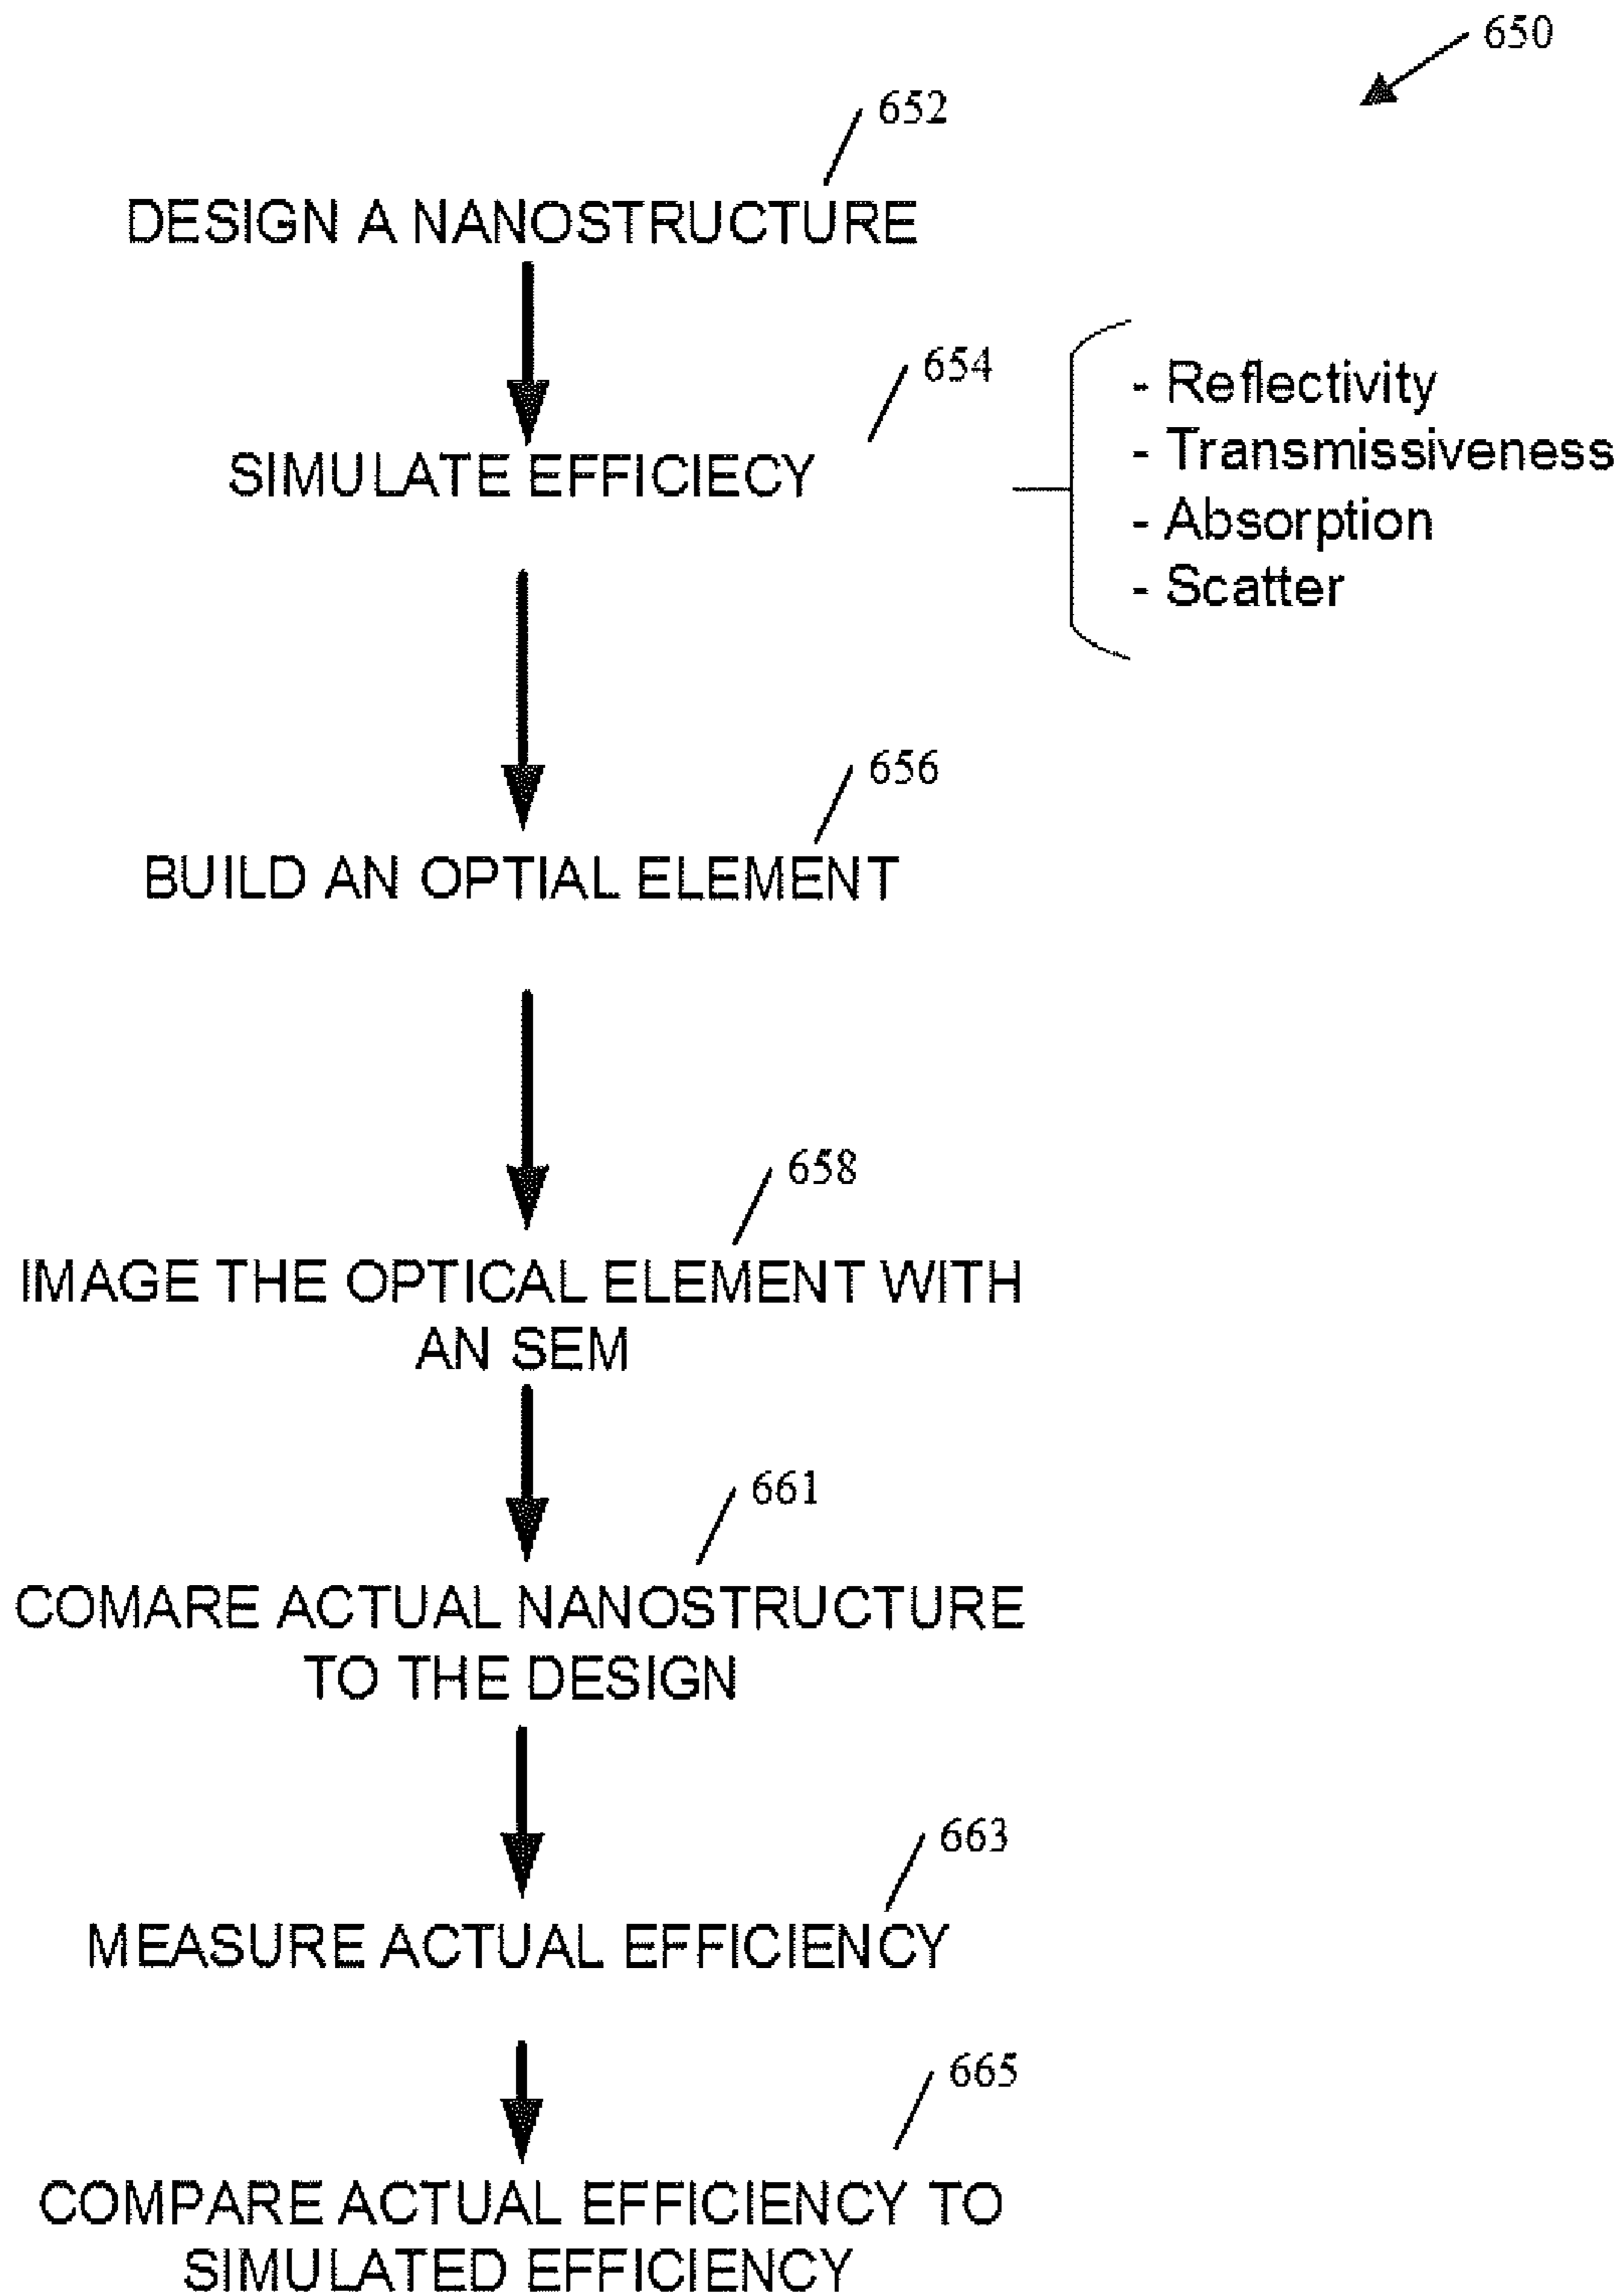 650
652
DESIGN A NANOSTRUCTURE
654
SIMULATE EFFICIECY
- Reflectivity
- Transmissiveness
- Absorption
- Scatter
656
BUILD AN OPTIAL ELEMENT
658
IMAGE THE OPTICAL ELEMENT WITH
AN SEM
661
COMARE ACTUAL NANOSTRUCTURE
TO THE DESIGN
663
MEASURE ACTUAL EFFICIENCY
665
COMPARE ACTUAL EFFICIENCY TO
SIMULATED EFFICIENCY